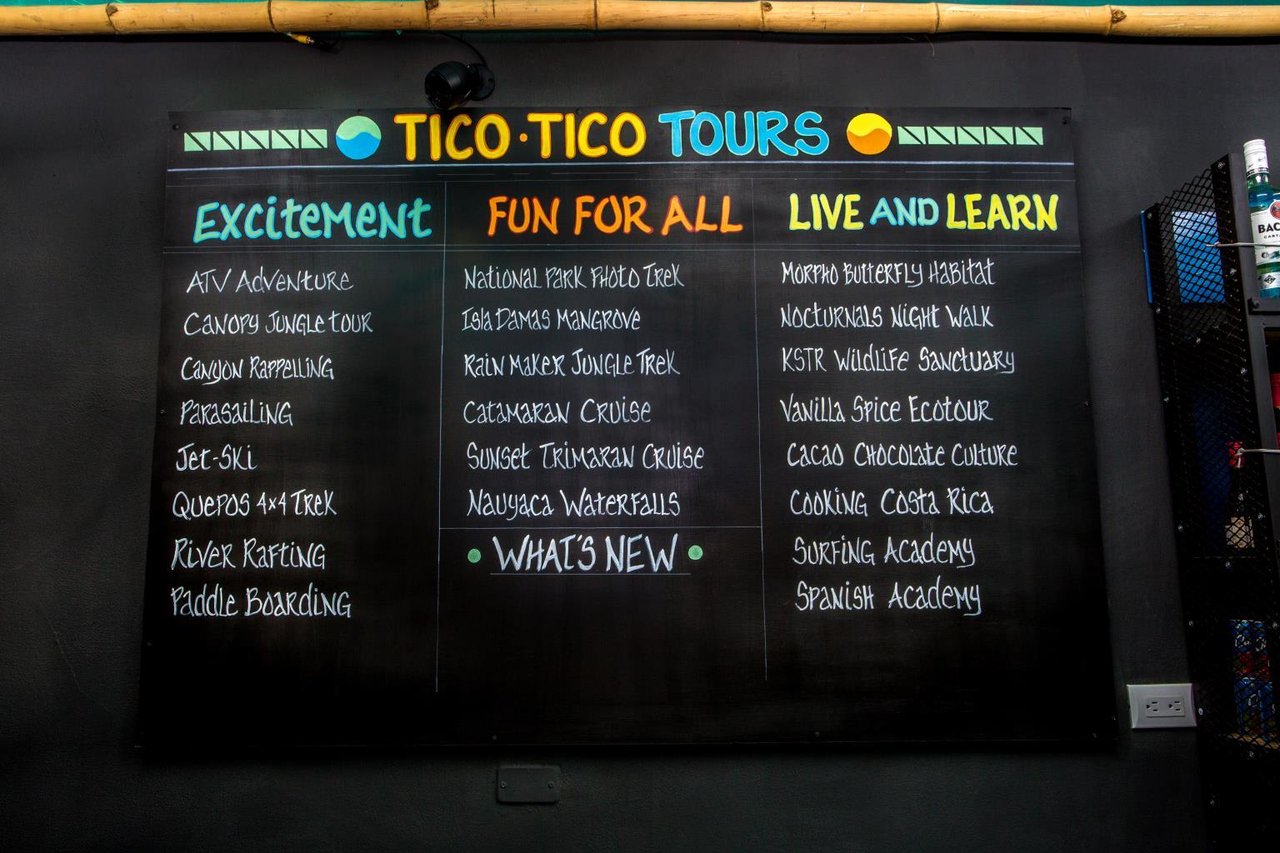 TICO·TICO TOURS
EXCITEMENT
ATV ADVENTURE
CANOPY JUNGLE TOUR
CANYON RAPPELLING
PARASAILING
JET-SKI
QUEPOS 4x4 TREK
RIVER RAFTING
PADDLE BOARDING
FUN FOR ALL
NATIONAL PARK PHOTO TREK
ISLA DAMAS MANGROVE
RAIN MAKER JUNGLE TREK
CATAMARAN CRUISE
SUNSET TRIMARAN CRUISE
NAUYACA WATERFALLS
• WHAT'S NEW •
LIVE AND LEARN
MORPHO BUTTERFLY HABITAT
NOCTURNALS NIGHT WALK
KSTR WILDLIFE SANCTUARY
VANILLA SPICE ECOTOUR
CACAO CHOCOLATE CULTURE
COOKING COSTA RICA
SURFING ACADEMY
SPANISH ACADEMY
BAC